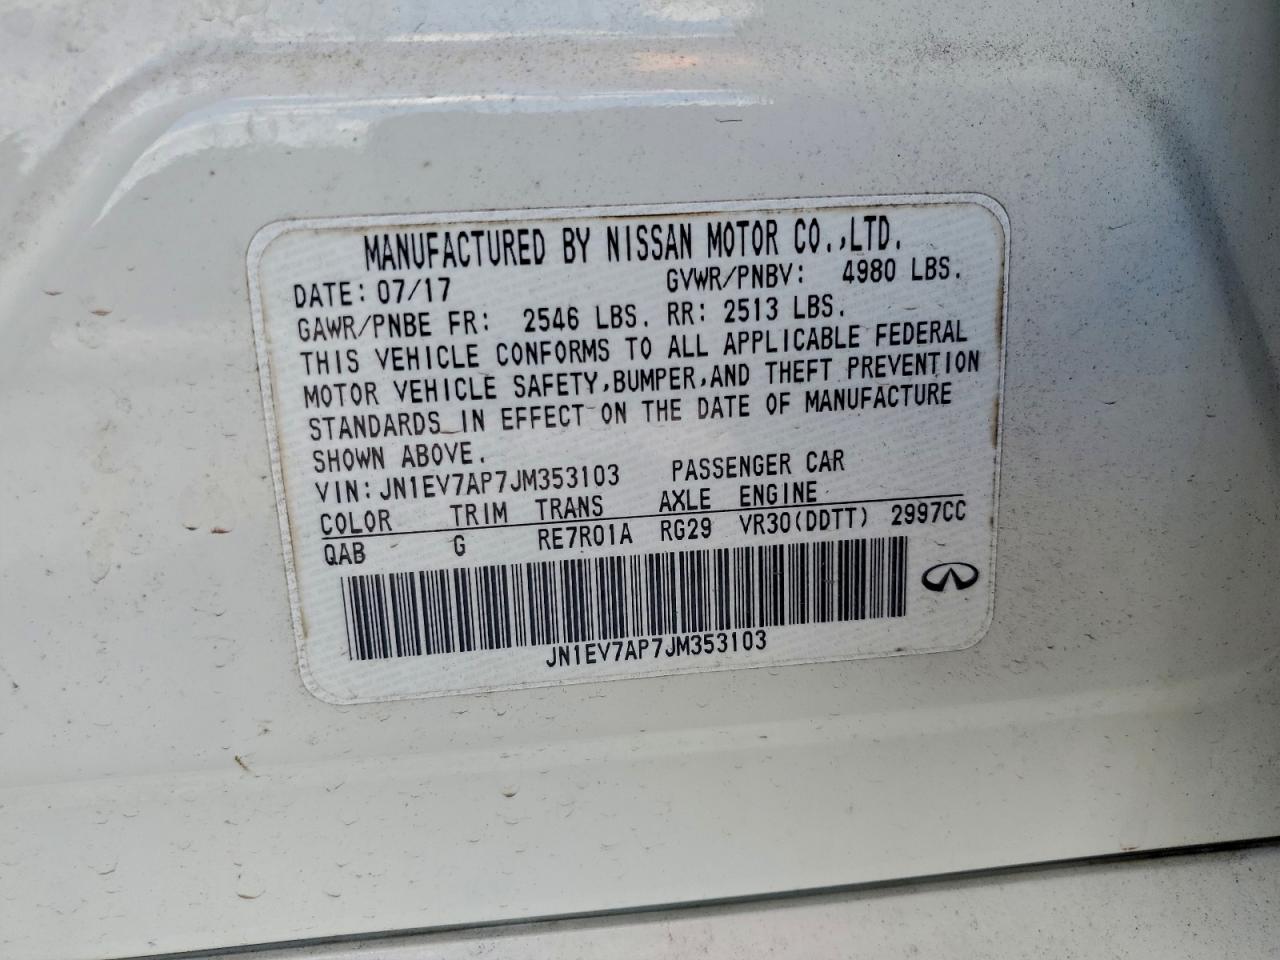 MANUFACTURED BY NISSAN MOTOR CO.,LTD.
DATE: 07/17 GVWR/PNBV: 4980 LBS.
GAWR/PNBE FR: 2546 LBS. RR: 2513 LBS.
THIS VEHICLE CONFORMS TO ALL APPLICABLE FEDERAL
MOTOR VEHICLE SAFETY,BUMPER,AND THEFT PREVENTION
STANDARDS IN EFFECT ON THE DATE OF MANUFACTURE
SHOWN ABOVE.
VIN: JN1EV7AP7JM353103 PASSENGER CAR
COLOR TRIM TRANS AXLE ENGINE
QAB G RE7R01A RG29 VR30(DDTT) 2997CC
JN1EV7AP7JM353103